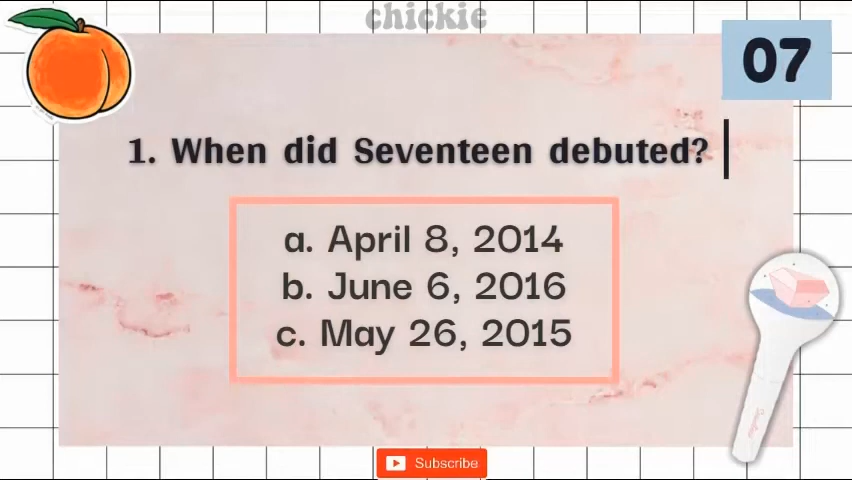 chickie
07
1. When did Seventeen debuted?
a. April 8, 2014
b. June 6, 2016
c. May 26, 2015
Subscribe